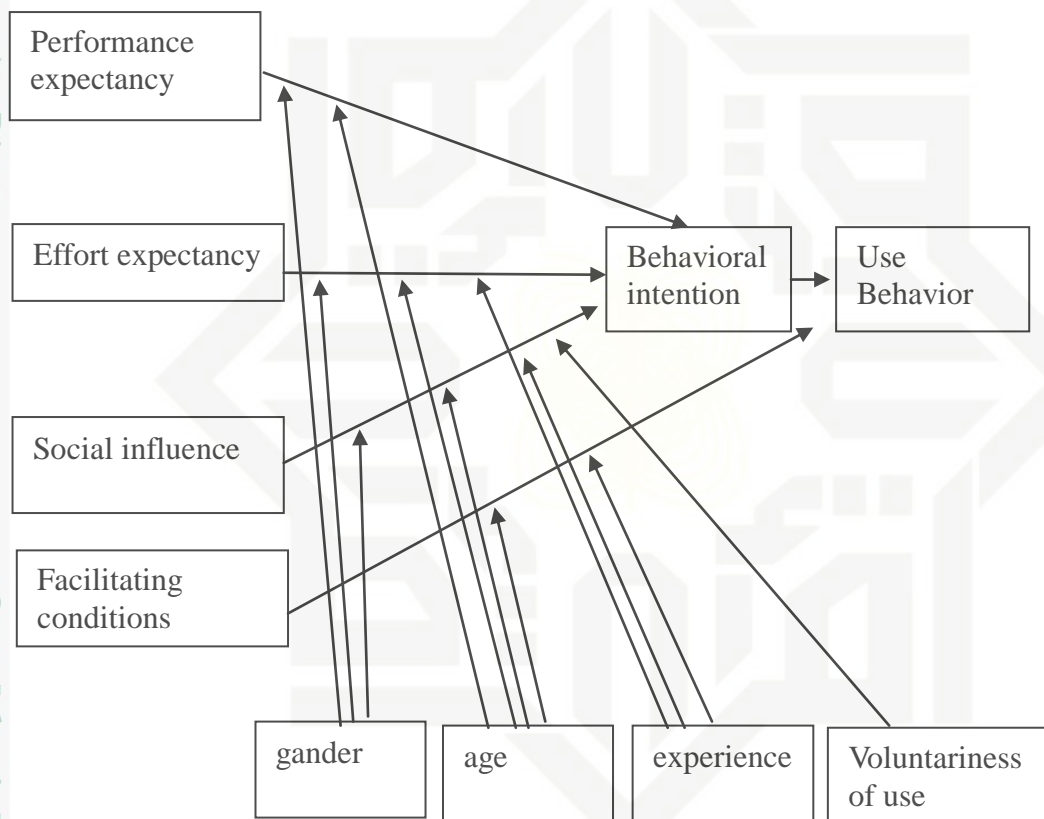 Performance
expectancy
Effort expectancy
Behavioral
intention
Use
Behavior
Social influence
Facilitating
conditions
gander
age
experience
Voluntariness
of use